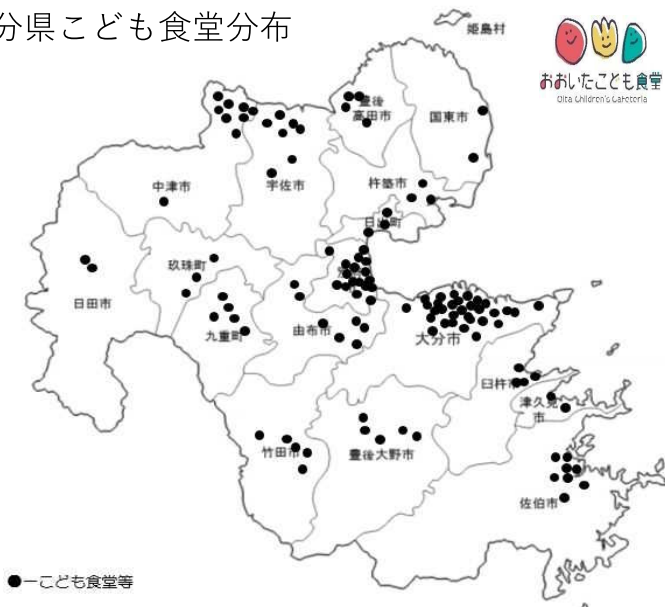 分県こども食堂分布
姫島村
おおいたこども食堂
Oita Children's Cafeteria
豊後
高田市
国東市
中津市
宇佐市
杵築市
日出町
玖珠町
日田市
九重町
由布市
大分市
臼杵市
津久見
市
竹田市
豊後大野市
佐伯市
●ーこども食堂等